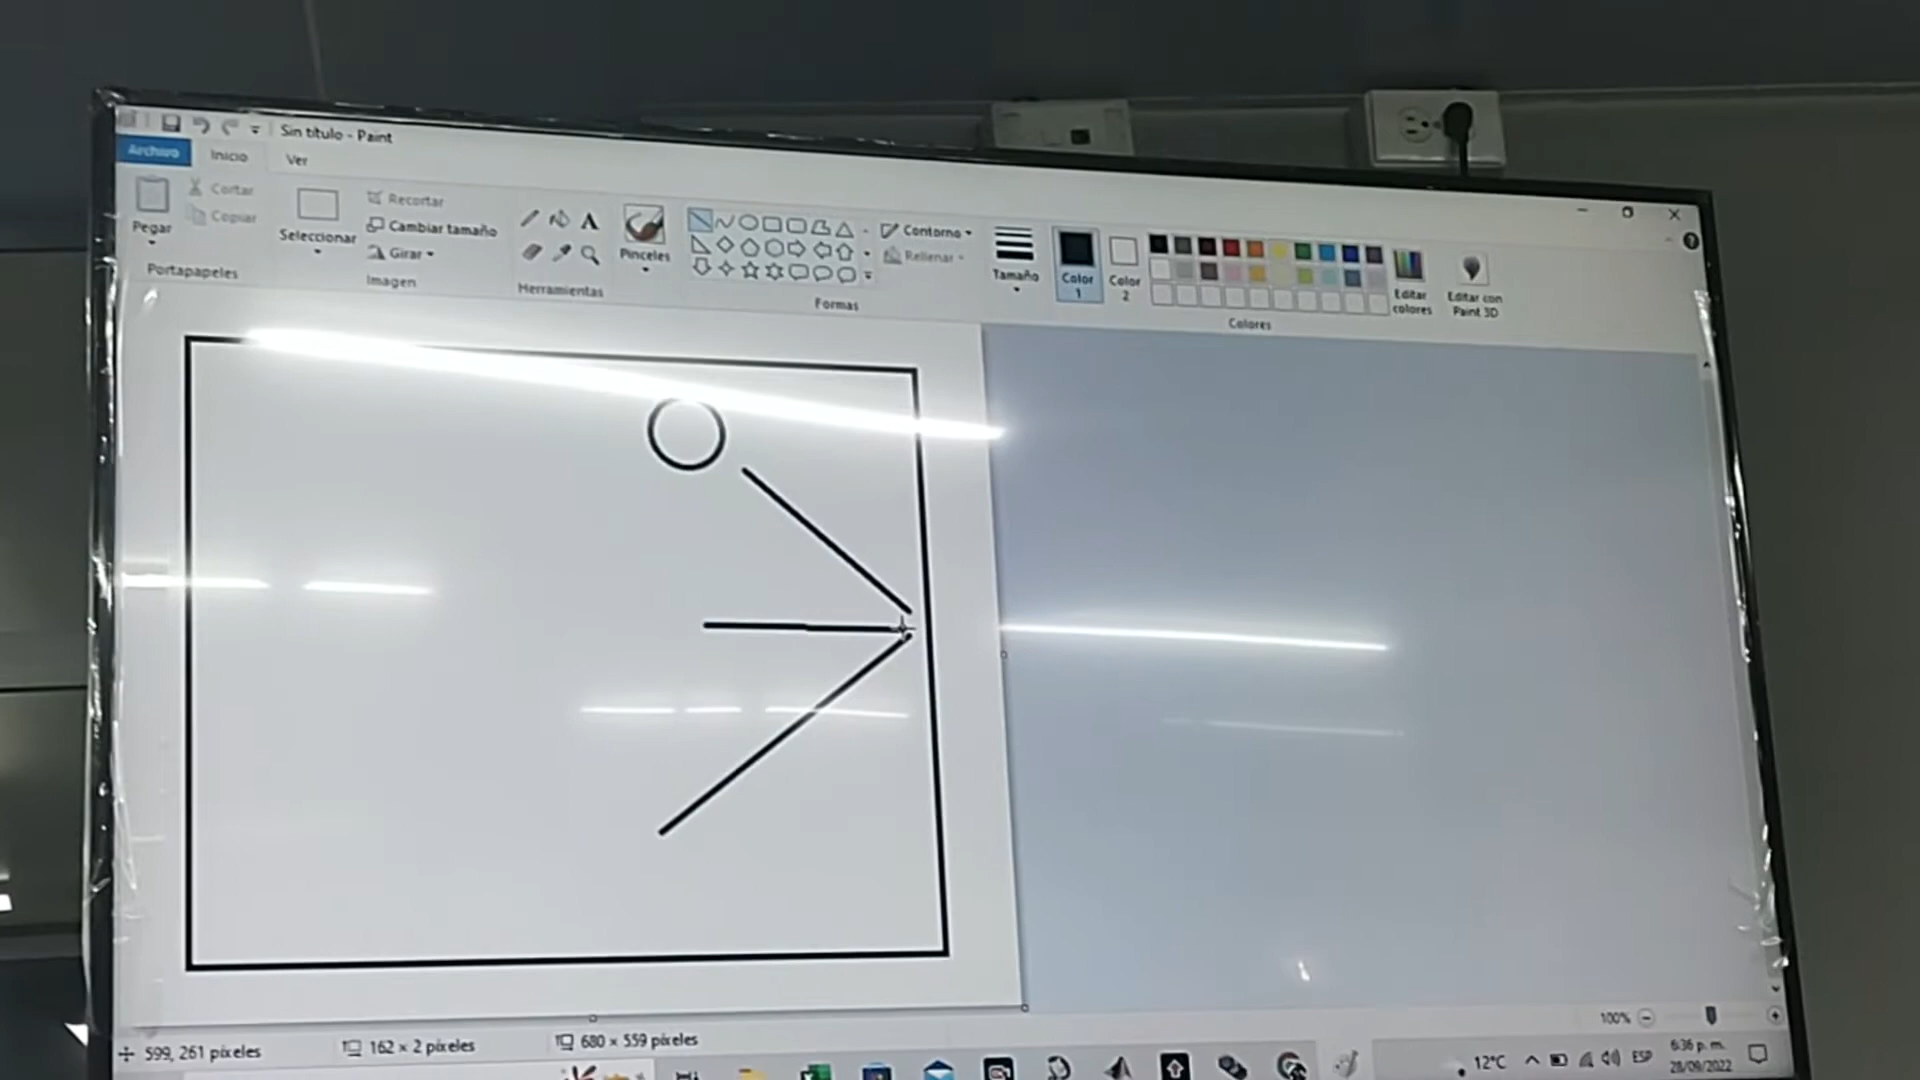 Sin título - Paint
Archivo Inicio Ver
Pegar
Cortar
Copiar
Portapapeles
Seleccionar
Recortar
Cambiar tamaño
Girar
Imagen
A
Herramientas
Pinceles
Contorno
Rellenar
Formas
Tamaño
Color 1
Color 2
Colores
Editar colores
Editar con Paint 3D
100%
599, 261 píxeles 162 × 2 píxeles 680 × 559 píxeles
12°C ESP 6:36 p. m.
28/09/2022